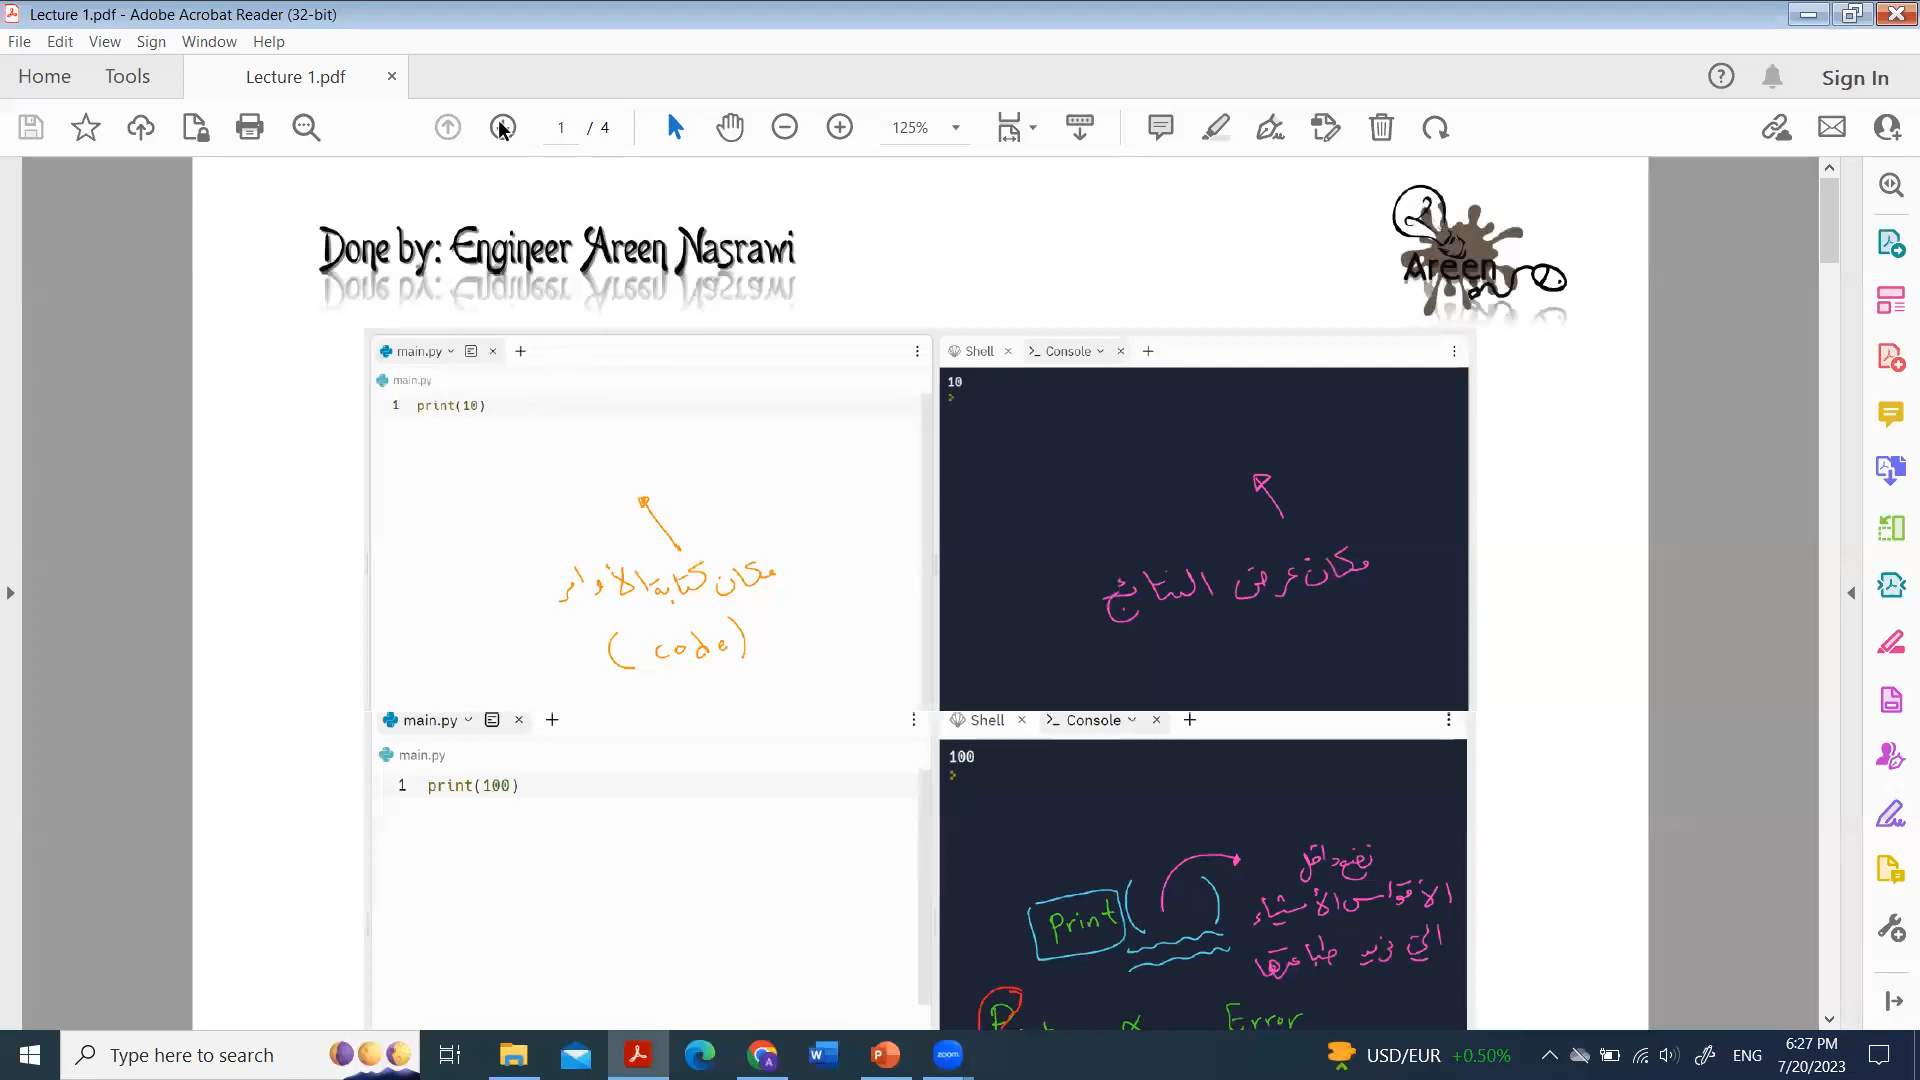 Lecture 1.pdf - Adobe Acrobat Reader (32-bit)
File Edit View Sign Window Help
Home Tools Lecture 1.pdf × Sign In
1 / 4 125%
Done by: Engineer Areen Nasrawi
Areen
main.py × +
Shell × >_ Console × +
main.py
1 print(10)
10
مكان كتابة الأوامر
(code)
مكان عرض النتائج
main.py × +
Shell × >_ Console × +
main.py
1 print(100)
100
Print
الأقواس الأشياء
التي نريد طباعتها
Error
Type here to search
USD/EUR +0.50%
ENG
6:27 PM
7/20/2023
zoom